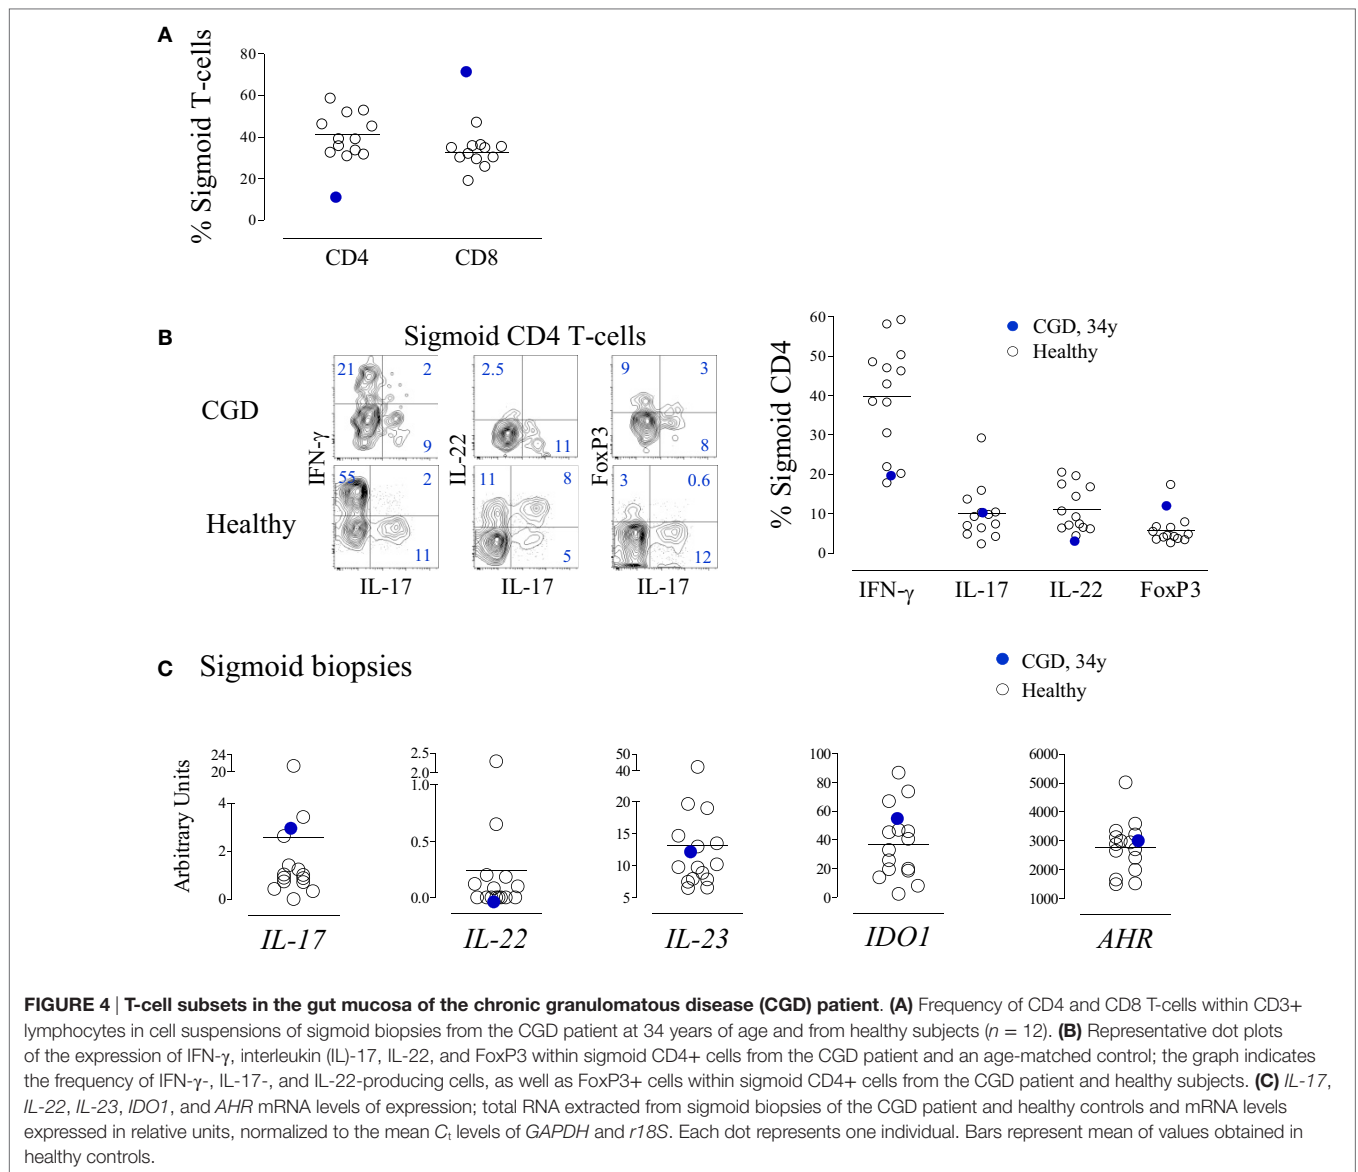 A
% Sigmoid T-cells
80
60
40
20
0
CD4 CD8
B
Sigmoid CD4 T-cells
CGD
Healthy
IFN-γ
IL-22
FoxP3
21 2
9
2.5
11
9 3
8
55 2
11
11 8
5
3 0.6
12
IL-17 IL-17 IL-17
% Sigmoid CD4
60
50
40
30
20
10
0
CGD, 34y
Healthy
IFN-γ IL-17 IL-22 FoxP3
C Sigmoid biopsies
CGD, 34y
Healthy
Arbitrary Units
24
20
4
2
0
IL-17
2.5
2.0
1.0
0.5
0.0
IL-22
50
40
20
15
10
5
IL-23
100
80
60
40
20
0
IDO1
6000
5000
4000
3000
2000
1000
AHR
FIGURE 4 | T-cell subsets in the gut mucosa of the chronic granulomatous disease (CGD) patient. (A) Frequency of CD4 and CD8 T-cells within CD3+
lymphocytes in cell suspensions of sigmoid biopsies from the CGD patient at 34 years of age and from healthy subjects (n = 12). (B) Representative dot plots
of the expression of IFN-γ, interleukin (IL)-17, IL-22, and FoxP3 within sigmoid CD4+ cells from the CGD patient and an age-matched control; the graph indicates
the frequency of IFN-γ-, IL-17-, and IL-22-producing cells, as well as FoxP3+ cells within sigmoid CD4+ cells from the CGD patient and healthy subjects. (C) IL-17,
IL-22, IL-23, IDO1, and AHR mRNA levels of expression; total RNA extracted from sigmoid biopsies of the CGD patient and healthy controls and mRNA levels
expressed in relative units, normalized to the mean Ct levels of GAPDH and r18S. Each dot represents one individual. Bars represent mean of values obtained in
healthy controls.